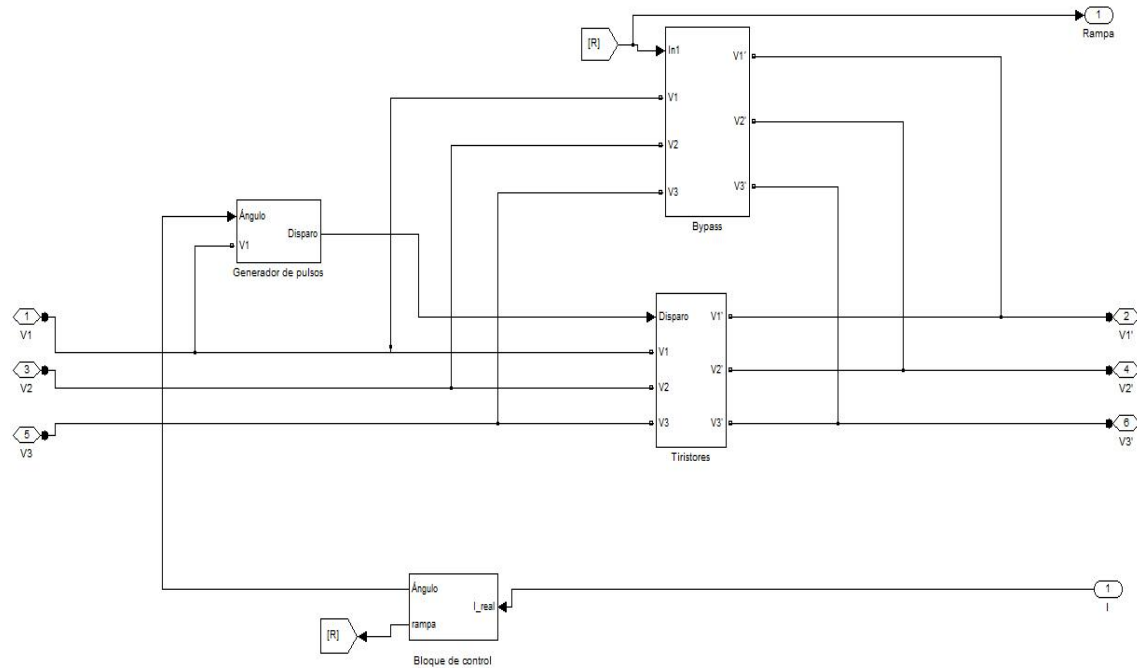 1
Rampa
[R]
In1
V1
V2
V3
V1'
V2'
V3'
Bypass
Ángulo
V1
Disparo
Generador de pulsos
1
V1
3
V2
5
V3
Disparo
V1
V2
V3
V1'
V2'
V3'
Tiristores
2
V1'
4
V2'
6
V3'
Ángulo
rampa
I_real
Bloque de control
[R]
1
I